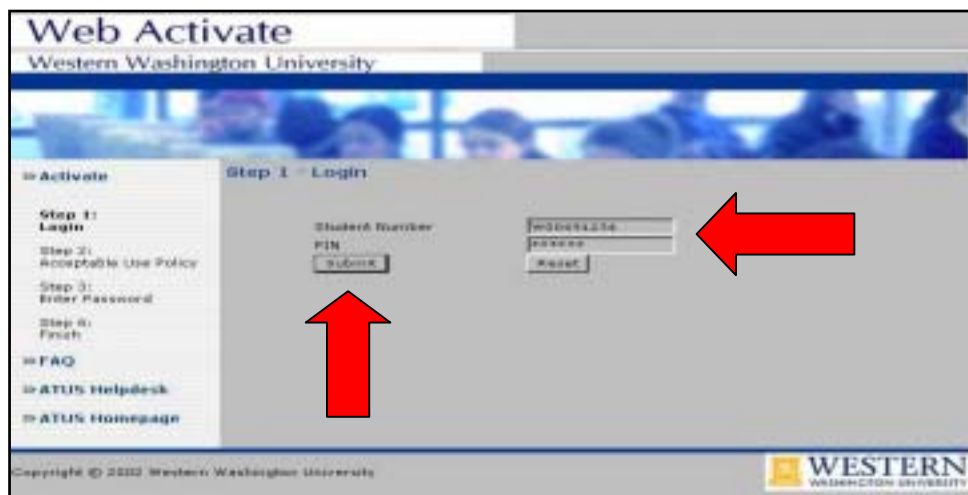 Web Activate
Western Washington University
Activate
Step 1 - Login
Step 1:
Login
Step 2:
Acceptable Use Policy
Step 3:
Enter Password
Step 4:
Finish
FAQ
ATUS Helpdesk
ATUS Homepage
Student Number
PIN
******
Submit
Reset
Copyright © 2002 Western Washington University
WESTERN
WASHINGTON UNIVERSITY